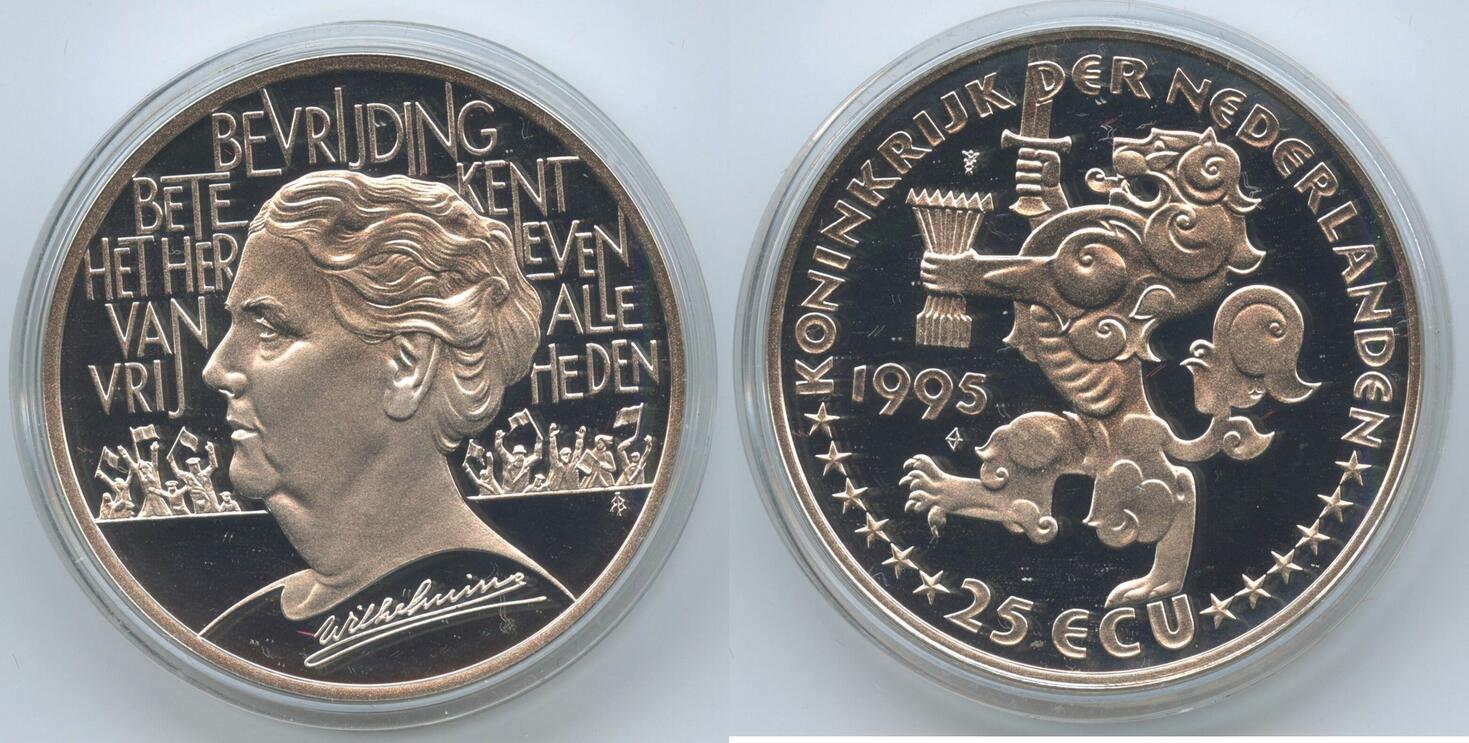 BEVRIJDING
BETE KENT
HET HER LEVEN
VAN ALLE
VRIJ HEDEN
Wilhelmina
KONINKRIJK DER NEDERLANDEN
1995
25 ECU